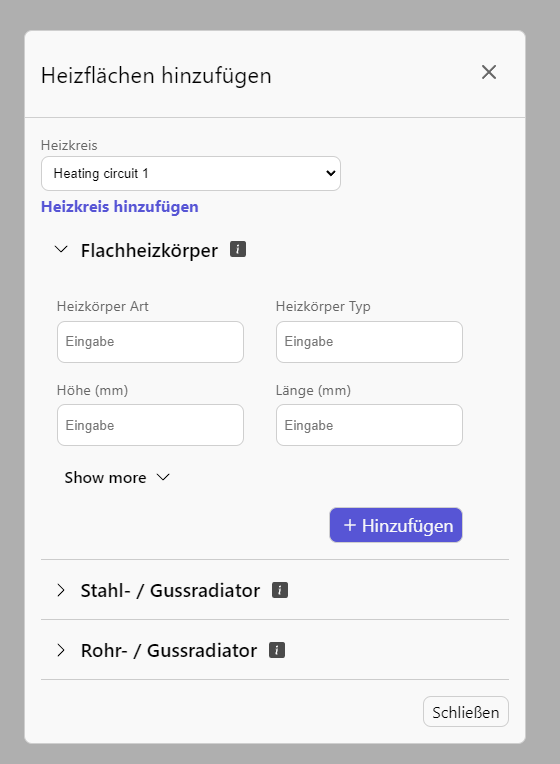 Heizflächen hinzufügen
Heizkreis
Heating circuit 1
Heizkreis hinzufügen
Flachheizkörper i
Heizkörper Art Heizkörper Typ
Eingabe Eingabe
Höhe (mm) Länge (mm)
Eingabe Eingabe
Show more
+ Hinzufügen
Stahl- / Gussradiator i
Rohr- / Gussradiator i
Schließen